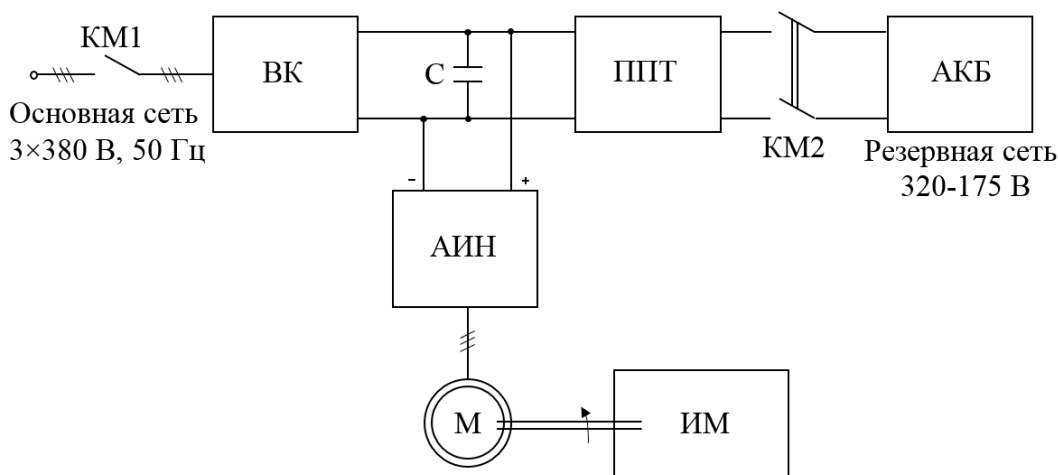 КМ1
ВК
С
ППТ
АКБ
Основная сеть
3×380 В, 50 Гц
КМ2
Резервная сеть
320-175 В
− +
АИН
М
ИМ